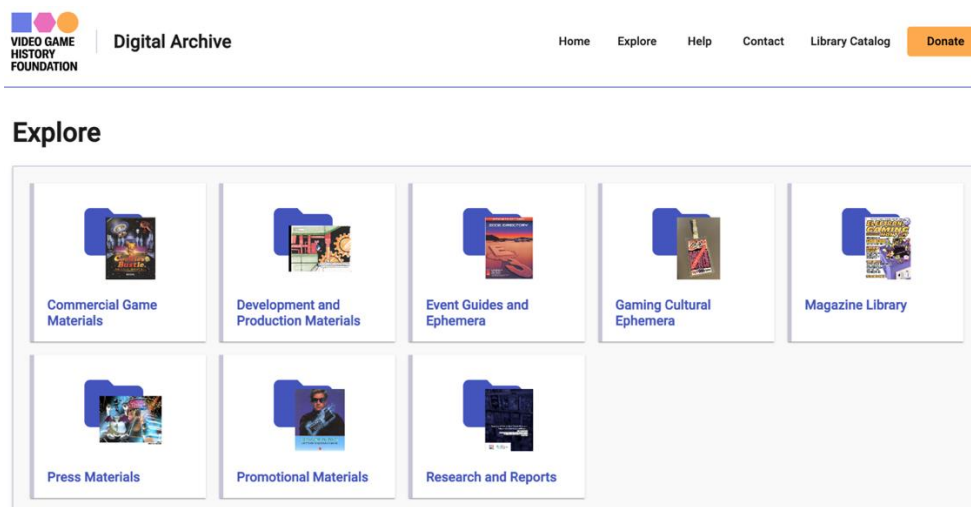 VIDEO GAME
HISTORY
FOUNDATION
Digital Archive
Home Explore Help Contact Library Catalog Donate
Explore
Commercial Game
Materials
Development and
Production Materials
Event Guides and
Ephemera
Gaming Cultural
Ephemera
Magazine Library
Press Materials
Promotional Materials
Research and Reports